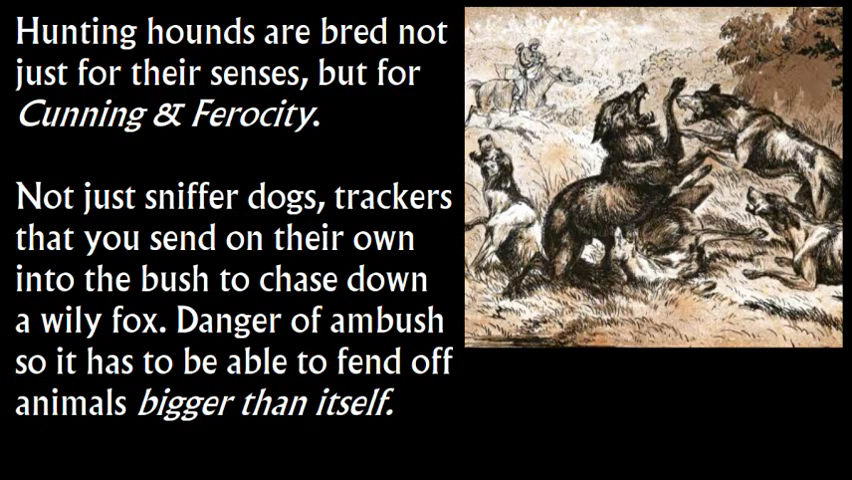 Hunting hounds are bred not
just for their senses, but for
Cunning & Ferocity.
Not just sniffer dogs, trackers
that you send on their own
into the bush to chase down
a wily fox. Danger of ambush
so it has to be able to fend off
animals bigger than itself.